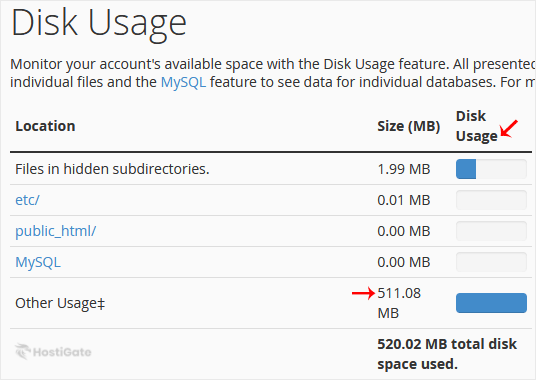 Disk Usage
Monitor your account's available space with the Disk Usage feature. All presented
individual files and the MySQL feature to see data for individual databases. For m
Location Size (MB) Disk Usage
Files in hidden subdirectories. 1.99 MB
etc/ 0.01 MB
public_html/ 0.00 MB
MySQL 0.00 MB
Other Usage‡ 511.08 MB
HostiGate
520.02 MB total disk
space used.